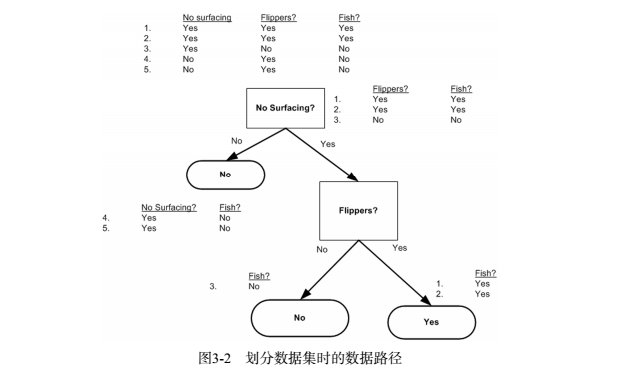 No surfacing Flippers? Fish?
1. Yes Yes Yes
2. Yes Yes Yes
3. Yes No No
4. No Yes No
5. No Yes No
Flippers? Fish?
1. Yes Yes
2. Yes Yes
3. No No
No Surfacing?
No Yes
No
Flippers?
No Surfacing? Fish?
4. Yes No
5. Yes No
No Yes
Fish?
3. No
Fish?
1. Yes
2. Yes
No
Yes
图3-2 划分数据集时的数据路径